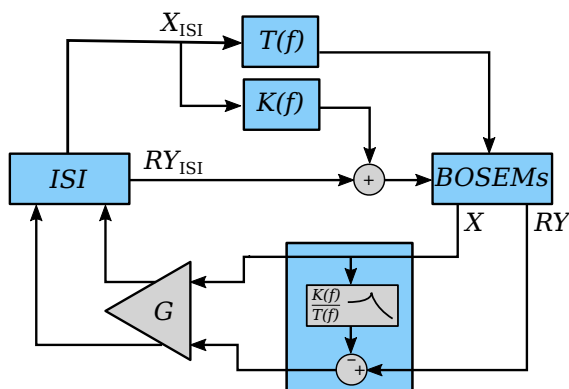 X_ISI
T(f)
K(f)
ISI
RY_ISI
+
BOSEMs
X
RY
K(f)
T(f)
G
−
+